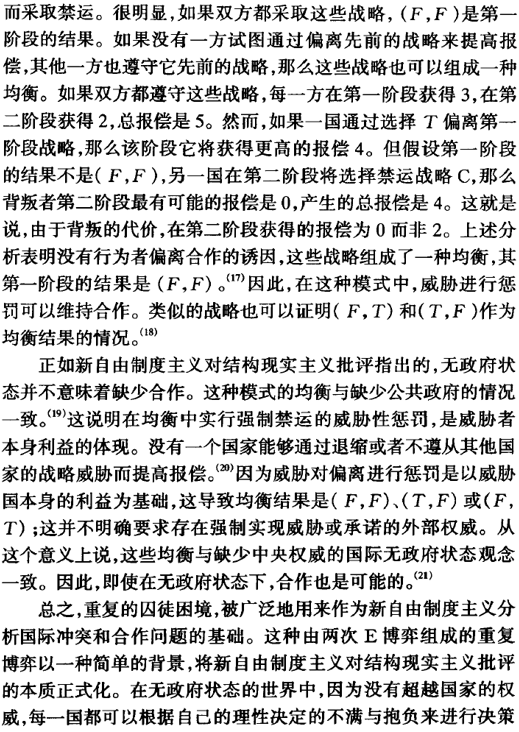 而采取禁运。很明显,如果双方都采取这些战略,(F,F)是第一
阶段的结果。如果没有一方试图通过偏离先前的战略来提高报
偿,其他一方也遵守它先前的战略,那么这些战略也可以组成一种
均衡。如果双方都遵守这些战略,每一方在第一阶段获得 3,在第
二阶段获得 2,总报偿是 5。然而,如果一国通过选择 T 偏离第一
阶段战略,那么该阶段它将获得更高的报偿 4。但假设第一阶段
的结果不是(F,F),另一国在第二阶段将选择禁运战略 C,那么
背叛者第二阶段最有可能的报偿是 0,产生的总报偿是 4。这就是
说,由于背叛的代价,在第二阶段获得的报偿为 0 而非 2。上述分
析表明没有行为者偏离合作的诱因,这些战略组成了一种均衡,其
第一阶段的结果是 (F,F)。(17)因此,在这种模式中,威胁进行惩
罚可以维持合作。类似的战略也可以证明(F,T)和(T,F)作为
均衡结果的情况。(18)
正如新自由制度主义对结构现实主义批评指出的,无政府状
态并不意味着缺少合作。这种模式的均衡与缺少公共政府的情况
一致。(19)这说明在均衡中实行强制禁运的威胁性惩罚,是威胁者
本身利益的体现。没有一个国家能够通过退缩或者不遵从其他国
家的战略威胁而提高报偿。(20)因为威胁对偏离进行惩罚是以威胁
国本身的利益为基础,这导致均衡结果是(F,F)、(T,F)或(F,
T);这并不明确要求存在强制实现威胁或承诺的外部权威。从
这个意义上说,这些均衡与缺少中央权威的国际无政府状态观念
一致。因此,即使在无政府状态下,合作也是可能的。(21)
总之,重复的囚徒困境,被广泛地用来作为新自由制度主义分
析国际冲突和合作问题的基础。这种由两次 E 博弈组成的重复
博弈以一种简单的背景,将新自由制度主义对结构现实主义批评
的本质正式化。在无政府状态的世界中,因为没有超越国家的权
威,每一国都可以根据自己的理性决定的不满与抱负来进行决策